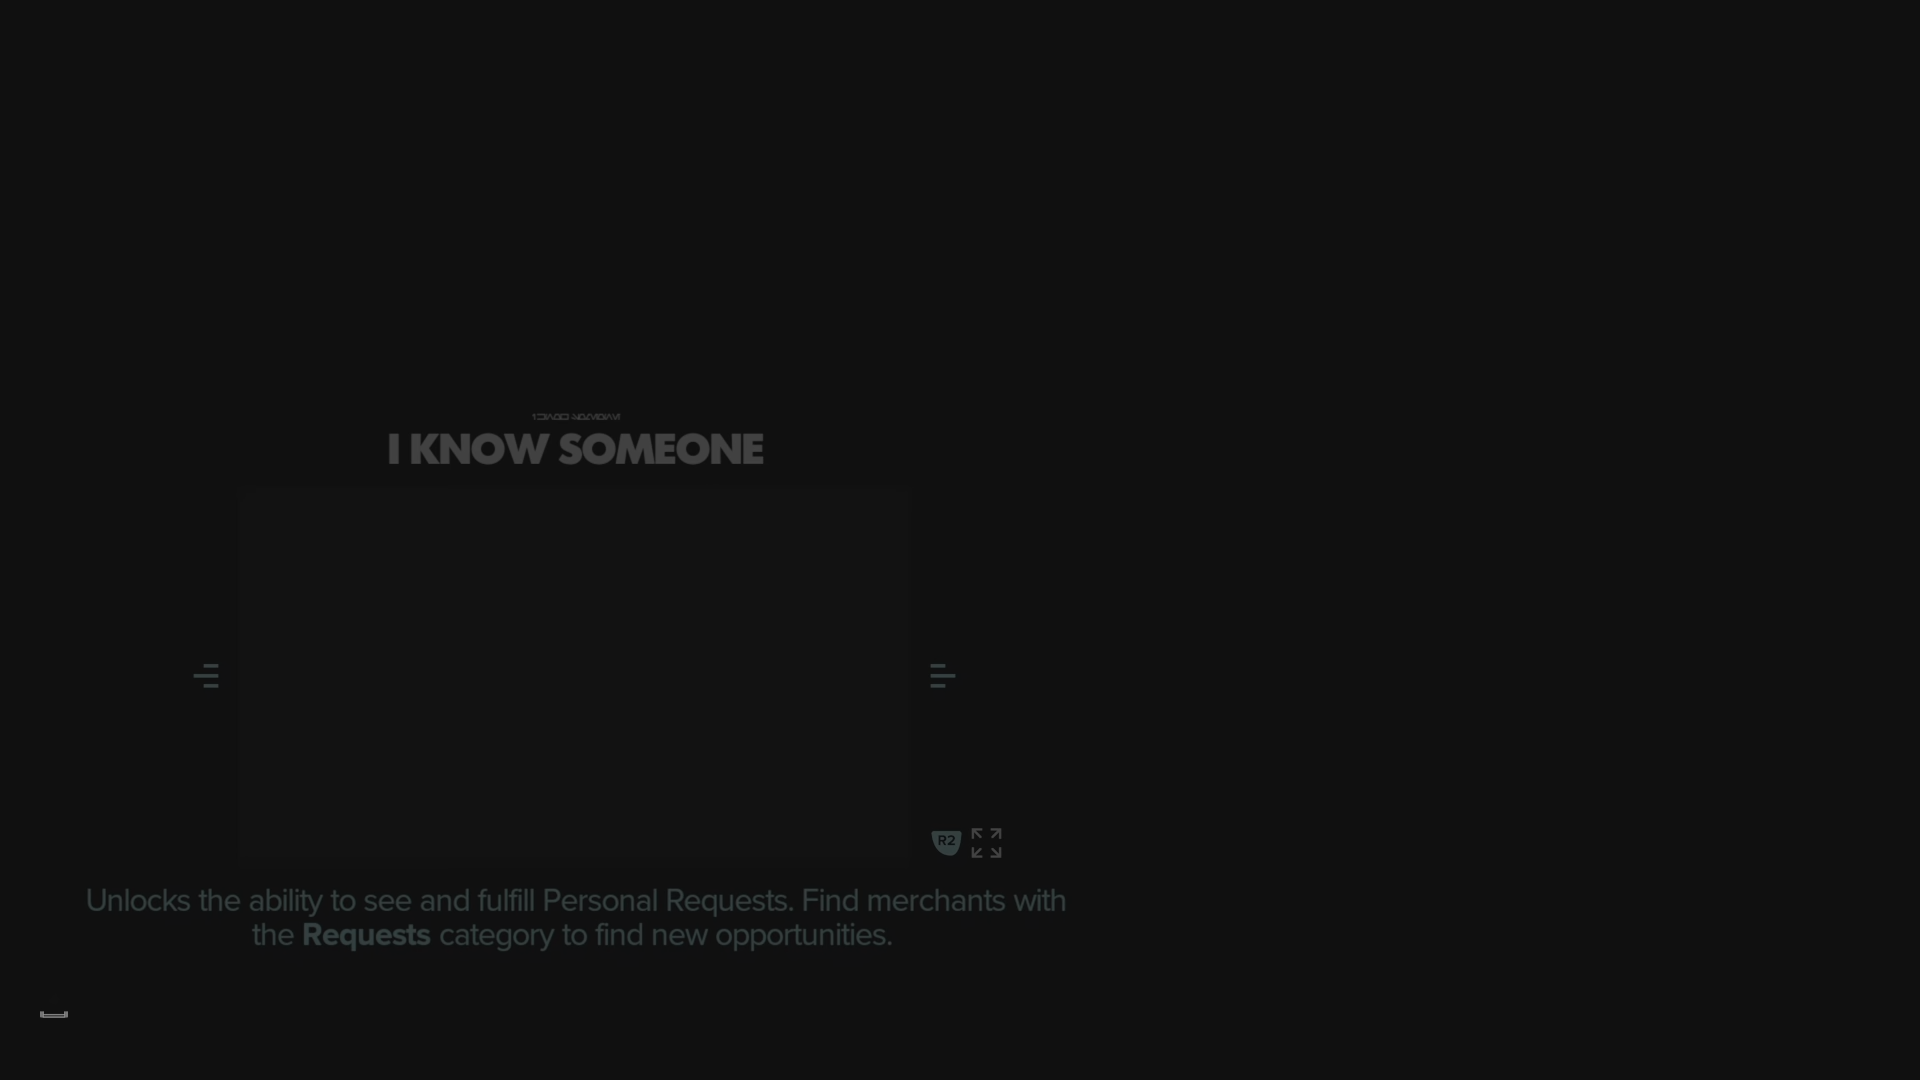 I KNOW SOMEONE
R2
Unlocks the ability to see and fulfill Personal Requests. Find merchants with
the Requests category to find new opportunities.